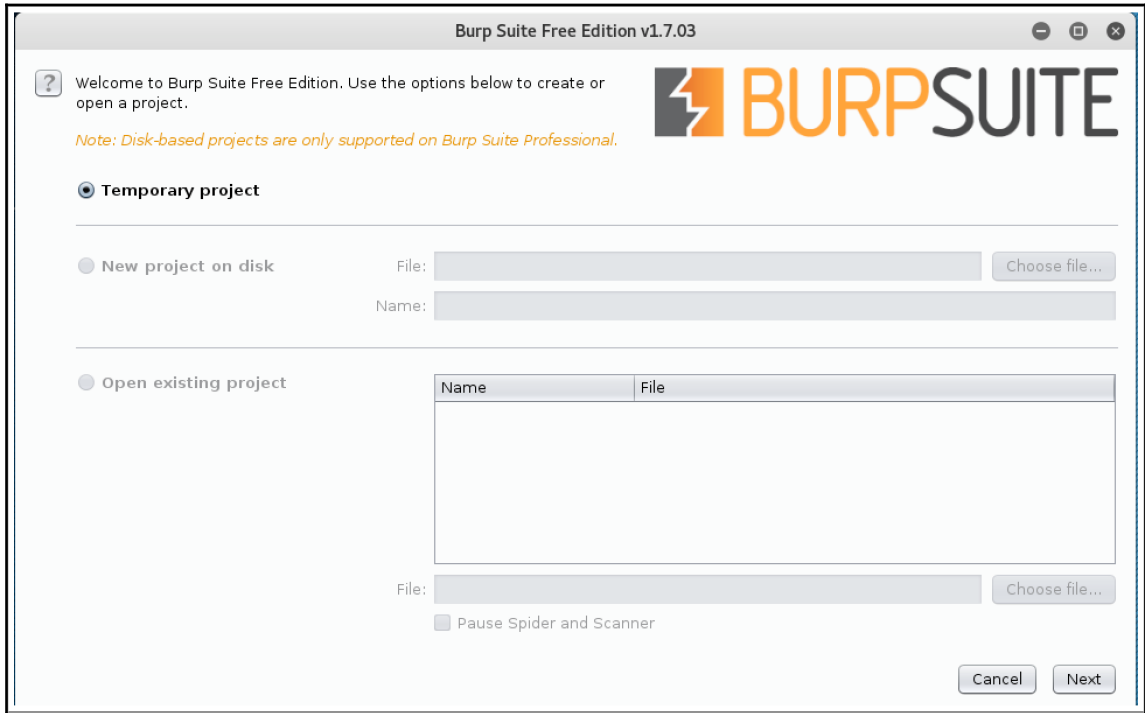 Burp Suite Free Edition v1.7.03
?
Welcome to Burp Suite Free Edition. Use the options below to create or
open a project.
BURPSUITE
Note: Disk-based projects are only supported on Burp Suite Professional.
Temporary project
New project on disk
File:
Choose file...
Name:
Open existing project
Name File
File:
Choose file...
Pause Spider and Scanner
Cancel Next